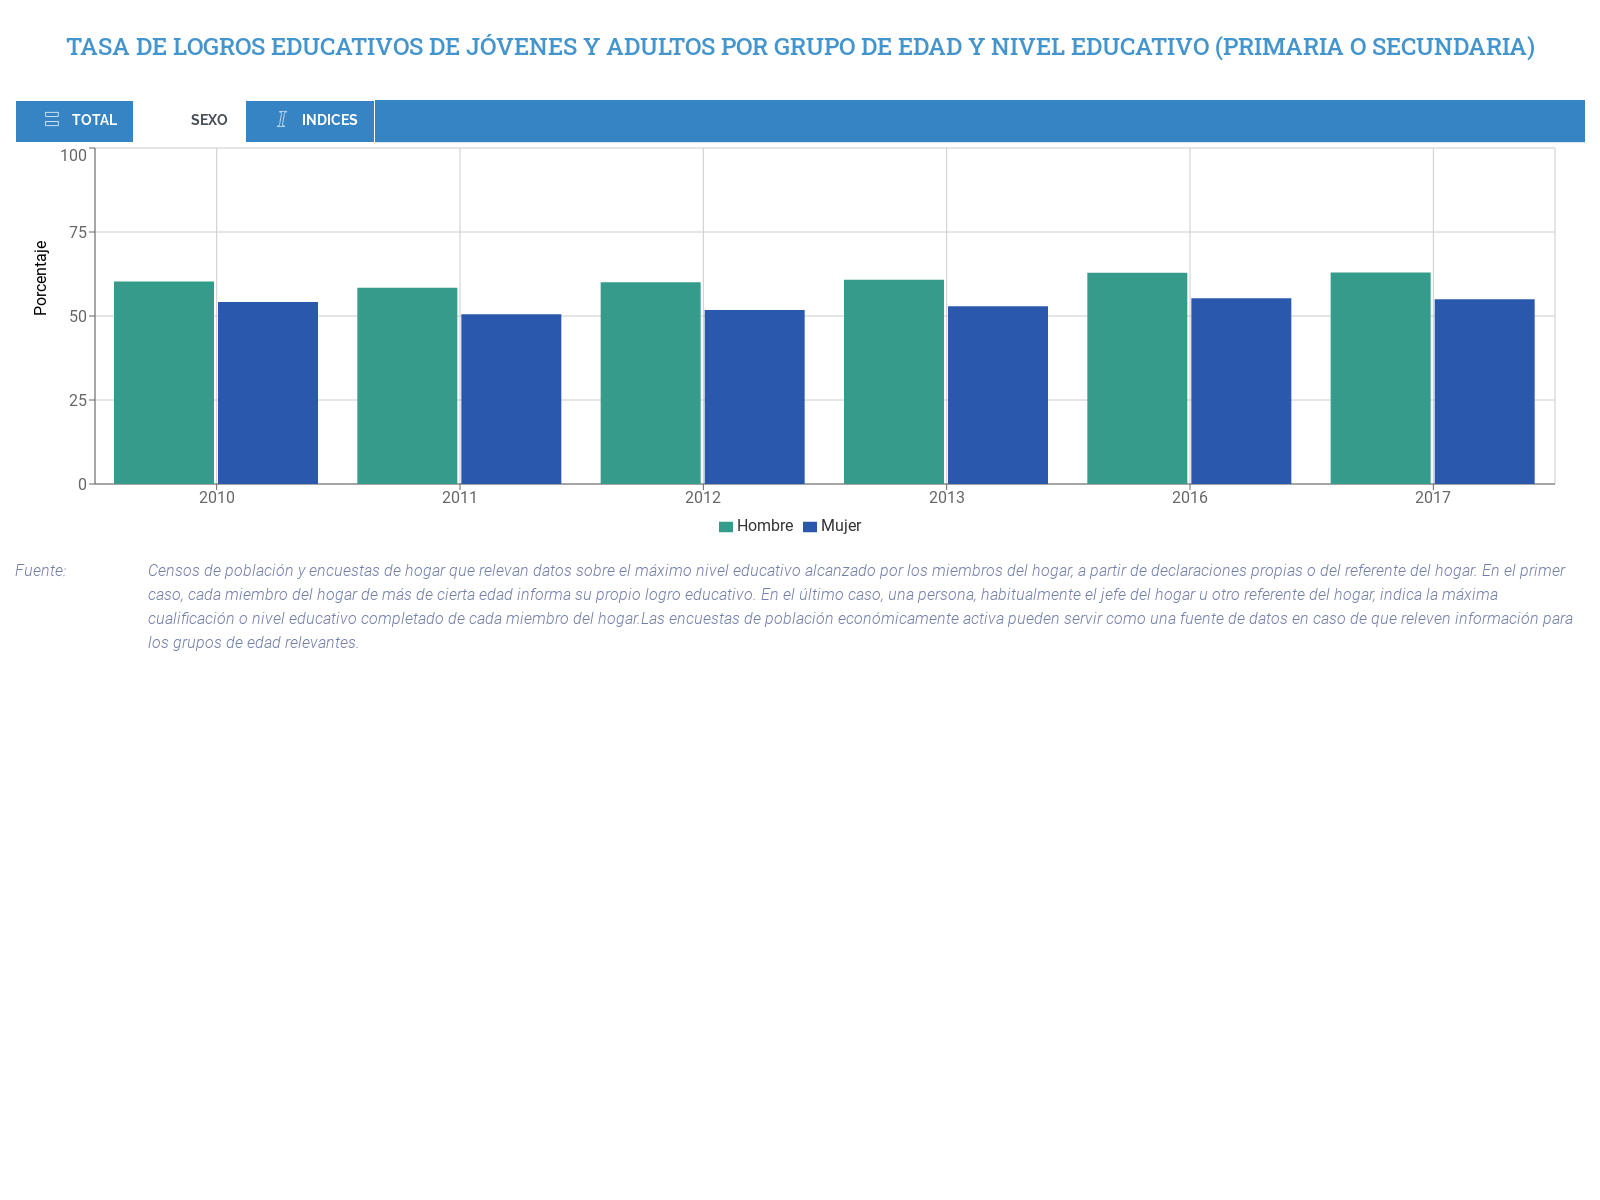 TASA DE LOGROS EDUCATIVOS DE JÓVENES Y ADULTOS POR GRUPO DE EDAD Y NIVEL EDUCATIVO (PRIMARIA O SECUNDARIA)
TOTAL
SEXO
INDICES
100
75
50
25
0
Porcentaje
2010
2011
2012
2013
2016
2017
Hombre
Mujer
Fuente:
Censos de población y encuestas de hogar que relevan datos sobre el máximo nivel educativo alcanzado por los miembros del hogar, a partir de declaraciones propias o del referente del hogar. En el primer
caso, cada miembro del hogar de más de cierta edad informa su propio logro educativo. En el último caso, una persona, habitualmente el jefe del hogar u otro referente del hogar, indica la máxima
cualificación o nivel educativo completado de cada miembro del hogar.Las encuestas de población económicamente activa pueden servir como una fuente de datos en caso de que releven información para
los grupos de edad relevantes.